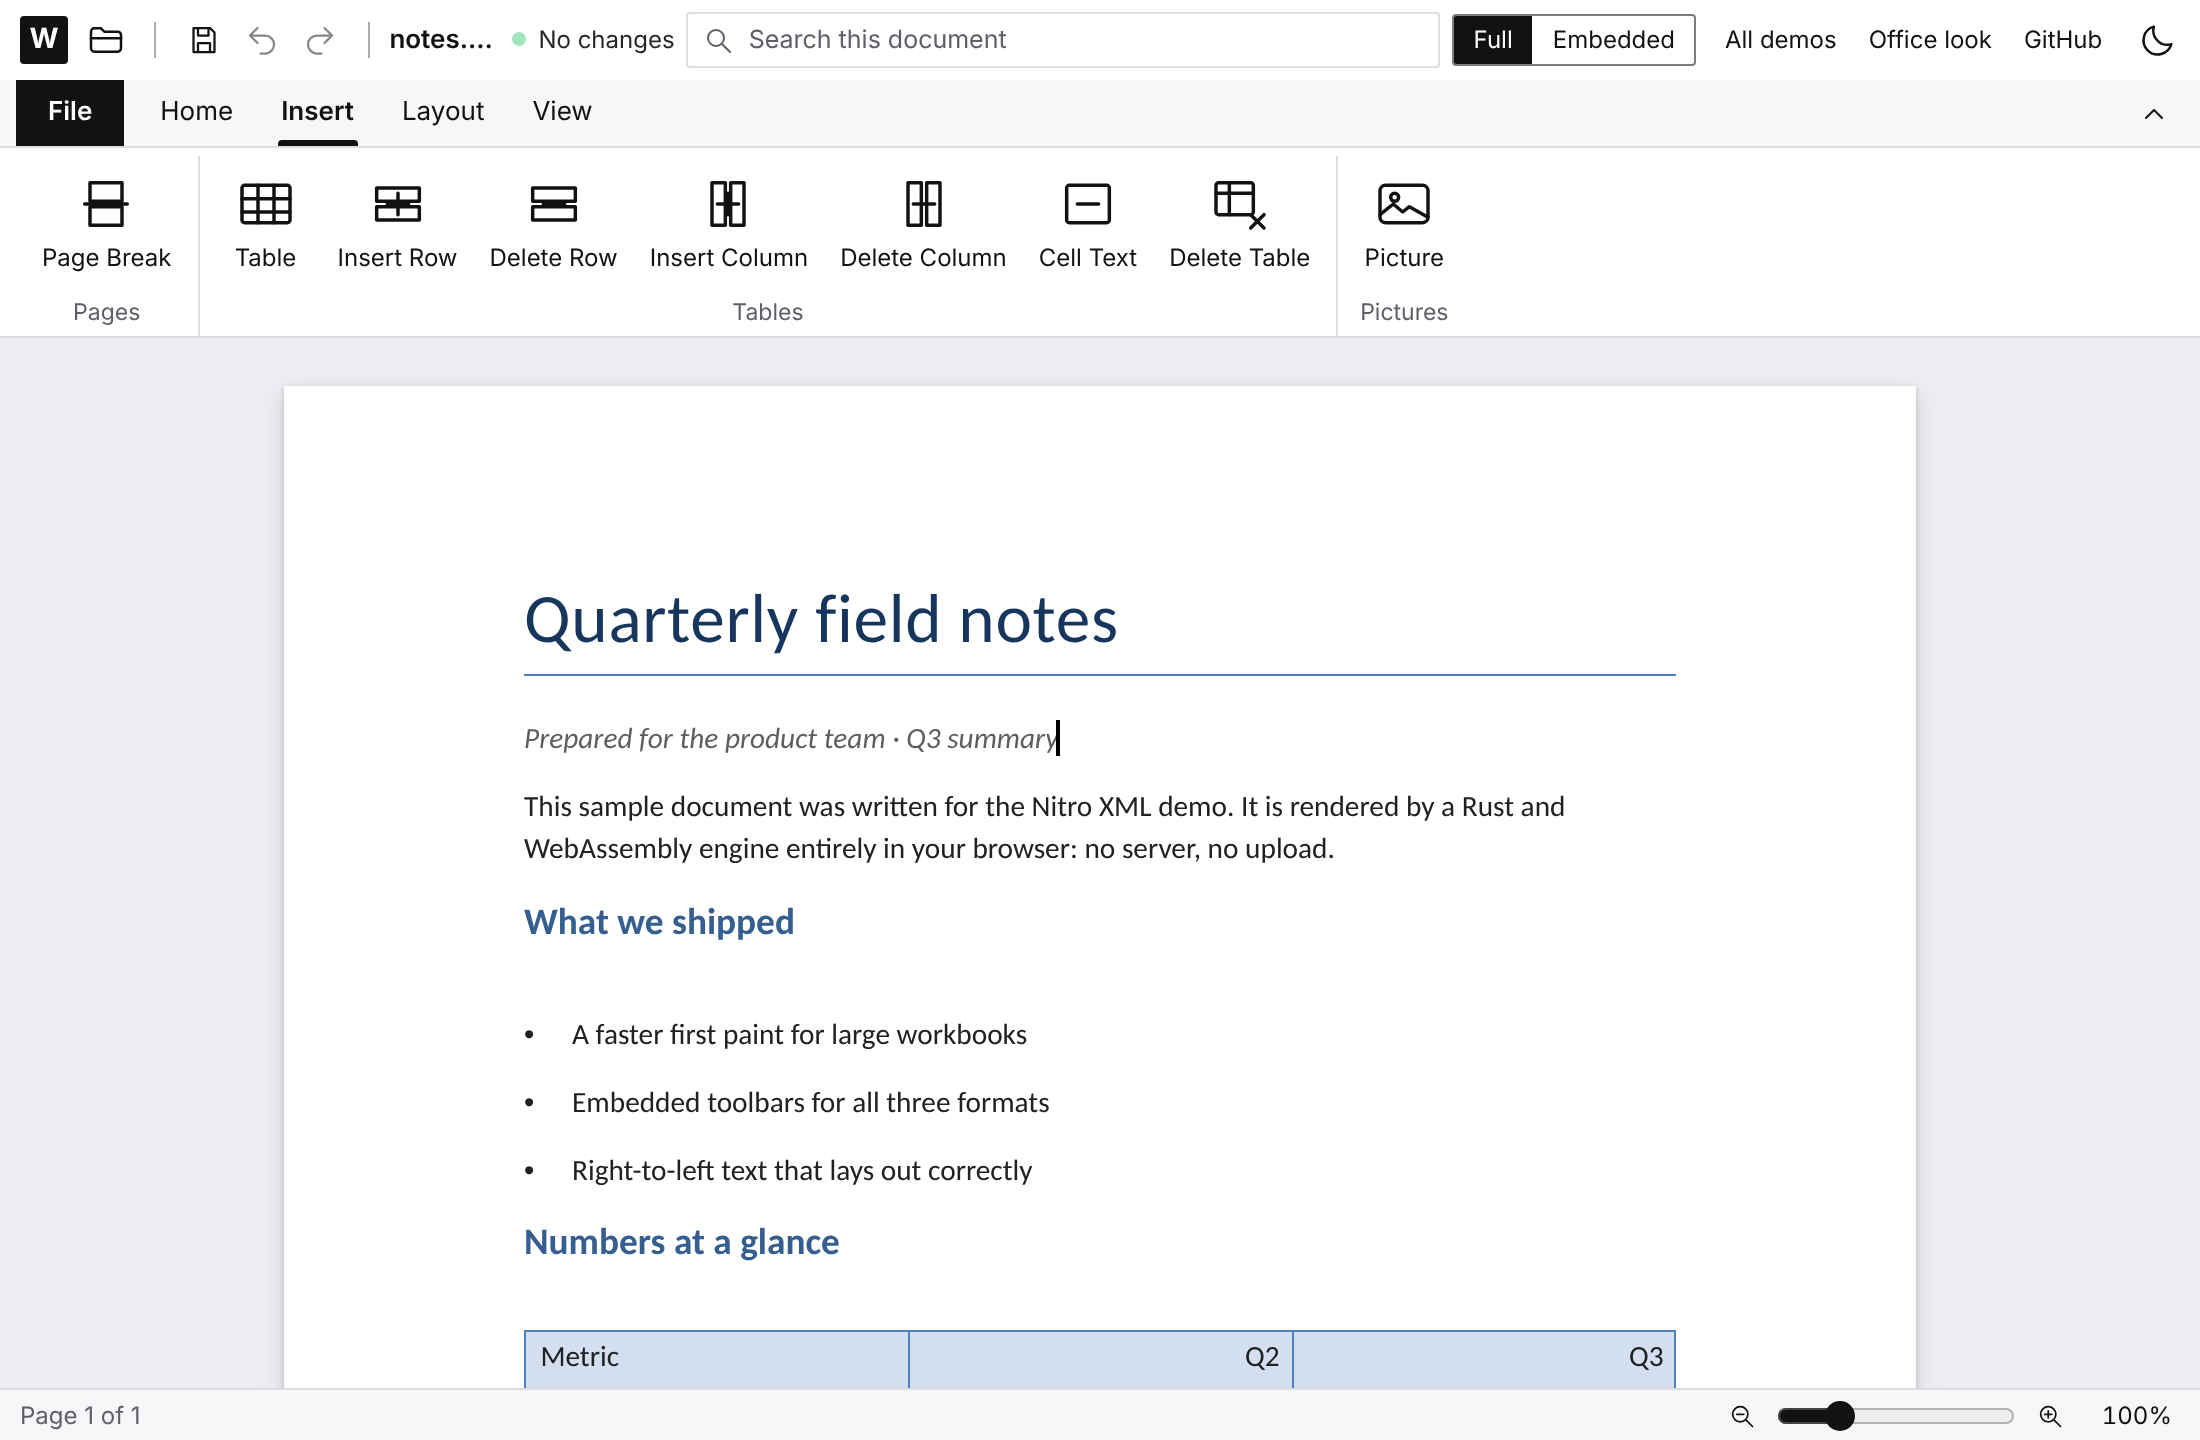 W
notes.... No changes
Search this document
Full Embedded
All demos Office look GitHub
File Home Insert Layout View
Page Break Table Insert Row Delete Row Insert Column Delete Column Cell Text Delete Table Picture
Pages Tables Pictures
Quarterly field notes
Prepared for the product team · Q3 summary
This sample document was written for the Nitro XML demo. It is rendered by a Rust and
WebAssembly engine entirely in your browser: no server, no upload.
What we shipped
• A faster first paint for large workbooks
• Embedded toolbars for all three formats
• Right-to-left text that lays out correctly
Numbers at a glance
Metric Q2 Q3
Page 1 of 1 100%